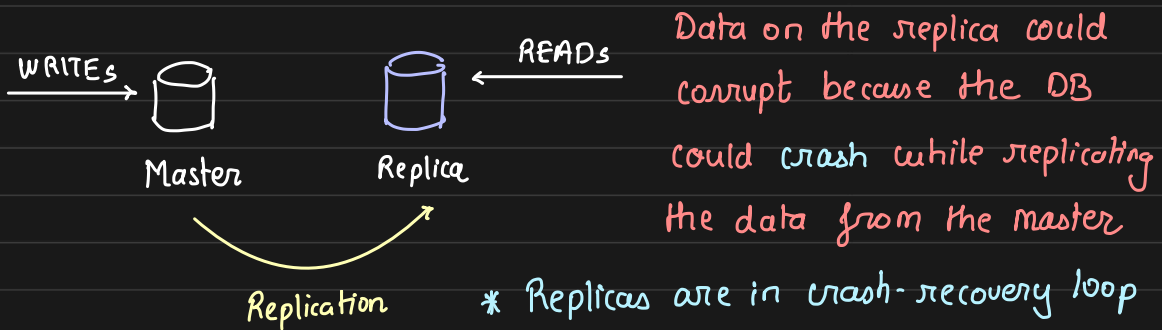 WRITEs
READs
Master
Replica
Replication
Data on the replica could
corrupt because the DB
could crash while replicating
the data from the master
* Replicas are in crash-recovery loop